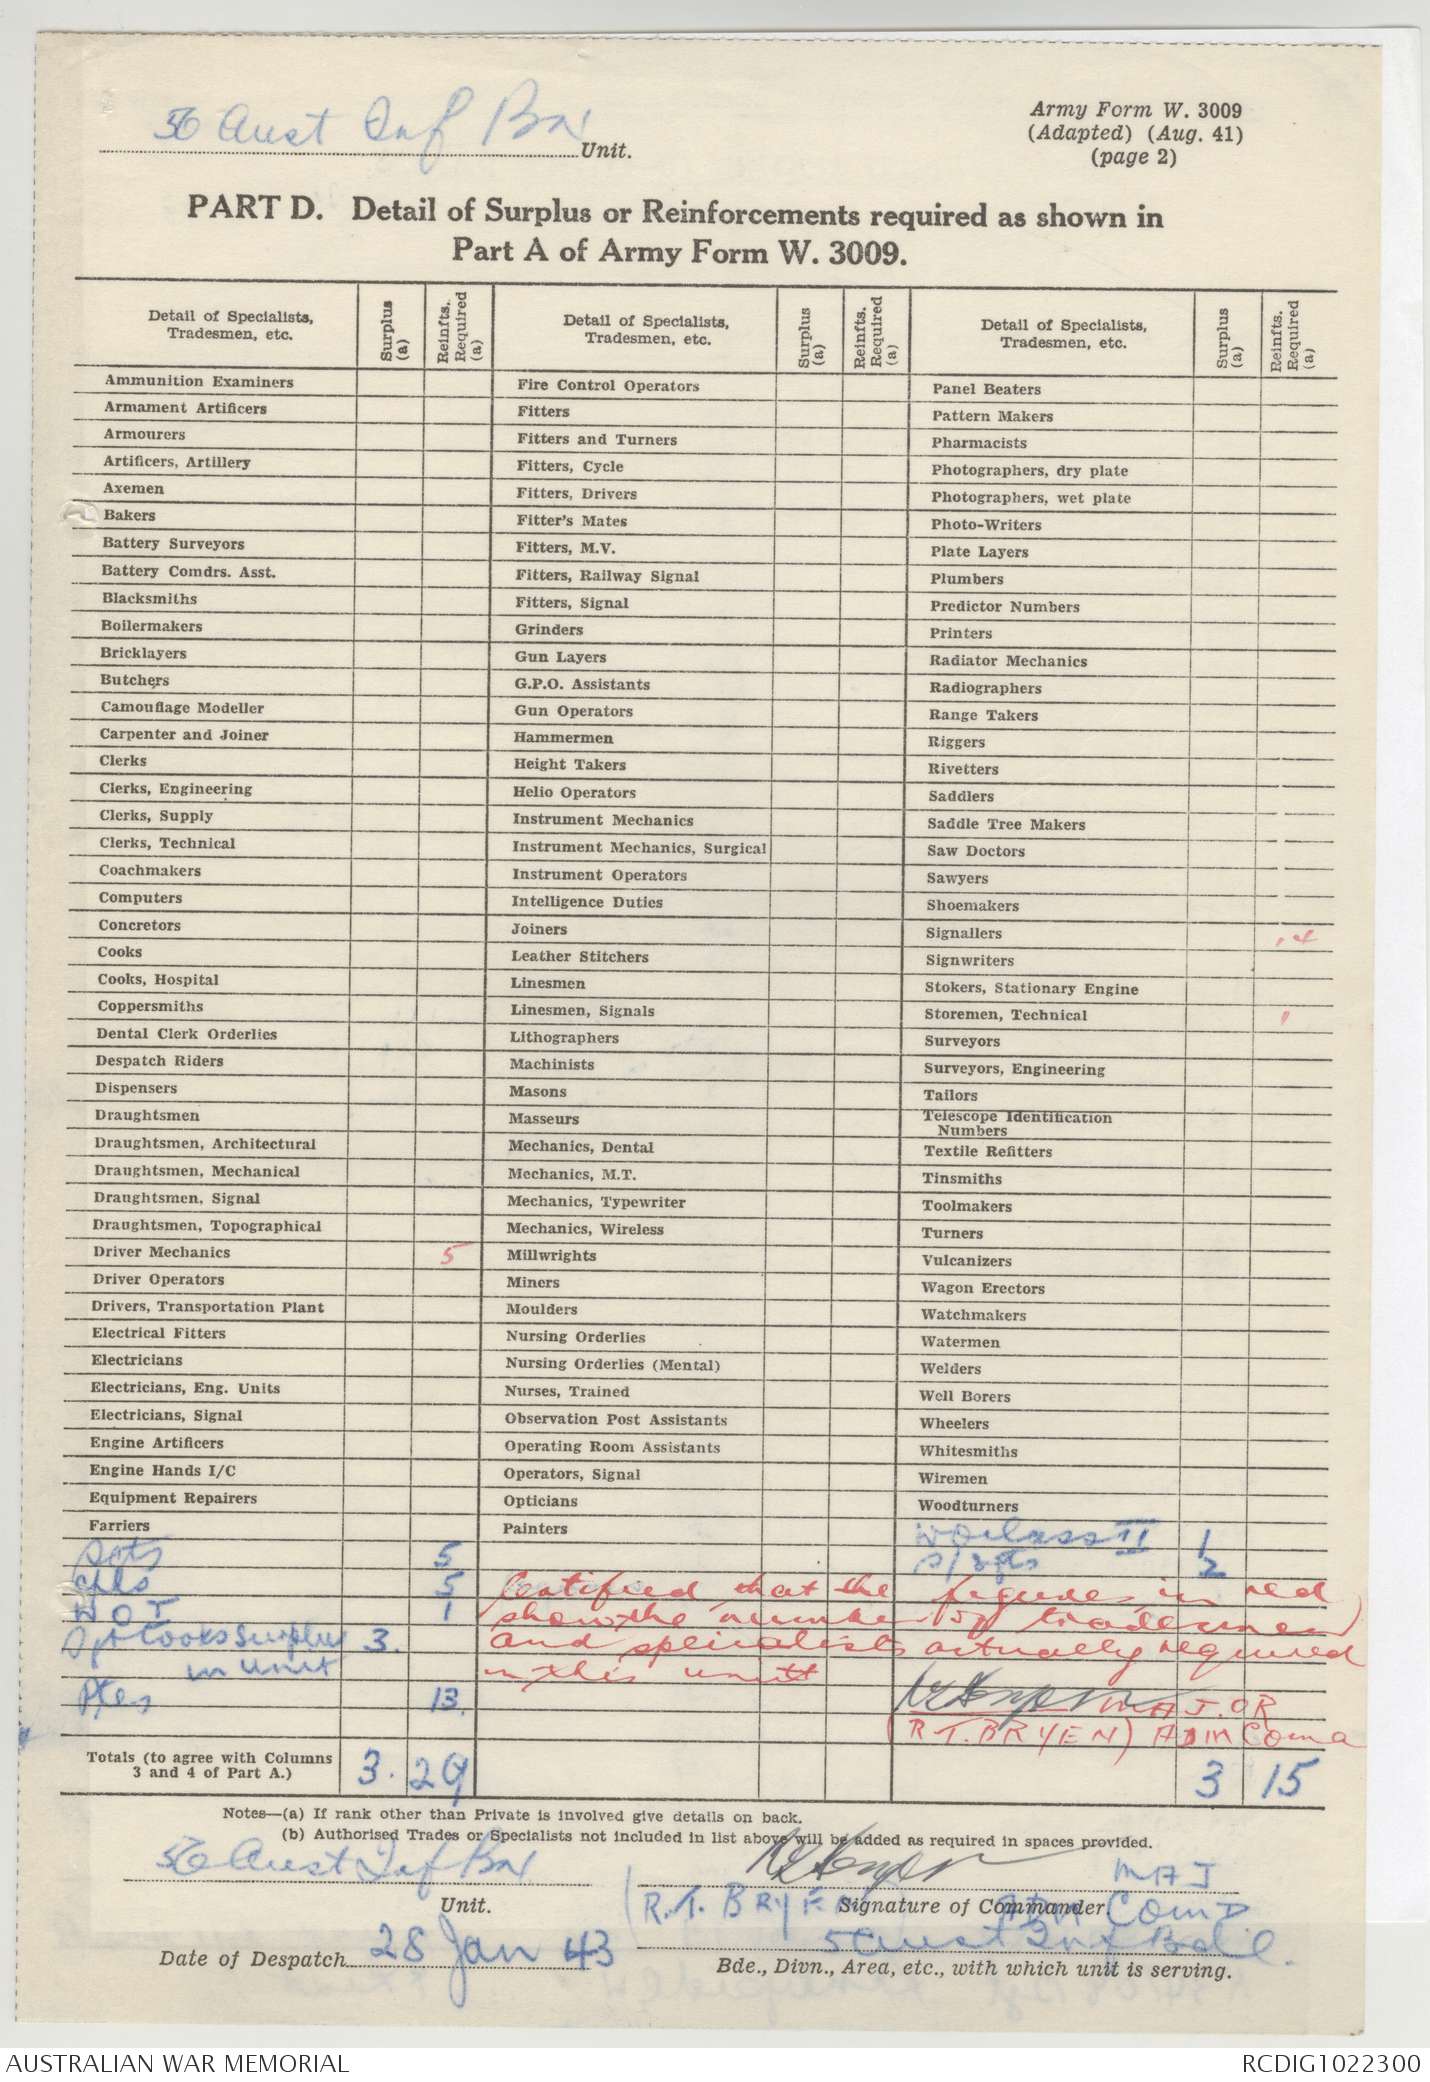 56 Aust Inf Bn Unit.
Army Form W. 3009
(Adapted) (Aug. 41)
(page 2)
PART D. Detail of Surplus or Reinforcements required as shown in
Part A of Army Form W. 3009.
Detail of Specialists, Tradesmen, etc.
Surplus (a)
Reinfts. Required (a)
Ammunition Examiners
Armament Artificers
Armourers
Artificers, Artillery
Axemen
Bakers
Battery Surveyors
Battery Comdrs. Asst.
Blacksmiths
Boilermakers
Bricklayers
Butchers
Camouflage Modeller
Carpenter and Joiner
Clerks
Clerks, Engineering
Clerks, Supply
Clerks, Technical
Coachmakers
Computers
Concretors
Cooks
Cooks, Hospital
Coppersmiths
Dental Clerk Orderlies
Despatch Riders
Dispensers
Draughtsmen
Draughtsmen, Architectural
Draughtsmen, Mechanical
Draughtsmen, Signal
Draughtsmen, Topographical
Driver Mechanics 5
Driver Operators
Drivers, Transportation Plant
Electrical Fitters
Electricians
Electricians, Eng. Units
Electricians, Signal
Engine Artificers
Engine Hands I/C
Equipment Repairers
Farriers
Sgts 5
Cpls 5
W O I 1
Sgt Cooks Surplus 3.
in unit
Ptes 13.
Totals (to agree with Columns
3 and 4 of Part A.) 3. 29
Detail of Specialists, Tradesmen, etc.
Surplus (a)
Reinfts. Required (a)
Fire Control Operators
Fitters
Fitters and Turners
Fitters, Cycle
Fitters, Drivers
Fitter's Mates
Fitters, M.V.
Fitters, Railway Signal
Fitters, Signal
Grinders
Gun Layers
G.P.O. Assistants
Gun Operators
Hammermen
Height Takers
Helio Operators
Instrument Mechanics
Instrument Mechanics, Surgical
Instrument Operators
Intelligence Duties
Joiners
Leather Stitchers
Linesmen
Linesmen, Signals
Lithographers
Machinists
Masons
Masseurs
Mechanics, Dental
Mechanics, M.T.
Mechanics, Typewriter
Mechanics, Wireless
Millwrights
Miners
Moulders
Nursing Orderlies
Nursing Orderlies (Mental)
Nurses, Trained
Observation Post Assistants
Operating Room Assistants
Operators, Signal
Opticians
Painters
Detail of Specialists, Tradesmen, etc.
Surplus (a)
Reinfts. Required (a)
Panel Beaters
Pattern Makers
Pharmacists
Photographers, dry plate
Photographers, wet plate
Photo-Writers
Plate Layers
Plumbers
Predictor Numbers
Printers
Radiator Mechanics
Radiographers
Range Takers
Riggers
Rivetters
Saddlers
Saddle Tree Makers
Saw Doctors
Sawyers
Shoemakers
Signallers 14
Signwriters
Stokers, Stationary Engine
Storemen, Technical 1
Surveyors
Surveyors, Engineering
Tailors
Telescope Identification
Numbers
Textile Refitters
Tinsmiths
Toolmakers
Turners
Vulcanizers
Wagon Erectors
Watchmakers
Watermen
Welders
Well Borers
Wheelers
Whitesmiths
Wiremen
Woodturners
WO class II 1
S/Sgts 2
Certified that the figures in red
show the number of tradesmen
and specialists actually required
in this unit
MAJOR
(R.T. BRYEN) ADM Comd
3 15
Notes—(a) If rank other than Private is involved give details on back.
(b) Authorised Trades or Specialists not included in list above will be added as required in spaces provided.
56 Aust Inf Bn
Unit.
MAJ
Signature of Commander
(R.T. BRYEN) ADM Comd
Date of Despatch 28 Jan 43
5 Aust Inf Bde
Bde., Divn., Area, etc., with which unit is serving.
AUSTRALIAN WAR MEMORIAL
RCDIG1022300